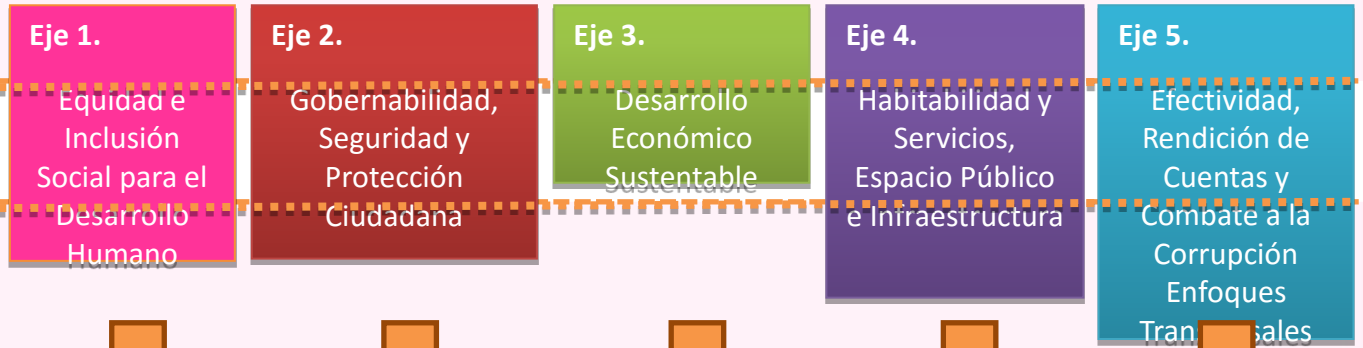 Eje 1.
Equidad e
Inclusión
Social para el
Desarrollo
Humano
Eje 2.
Gobernabilidad,
Seguridad y
Protección
Ciudadana
Eje 3.
Desarrollo
Económico
Sustentable
Eje 4.
Habitabilidad y
Servicios,
Espacio Público
e Infraestructura
Eje 5.
Efectividad,
Rendición de
Cuentas y
Combate a la
Corrupción
Enfoques